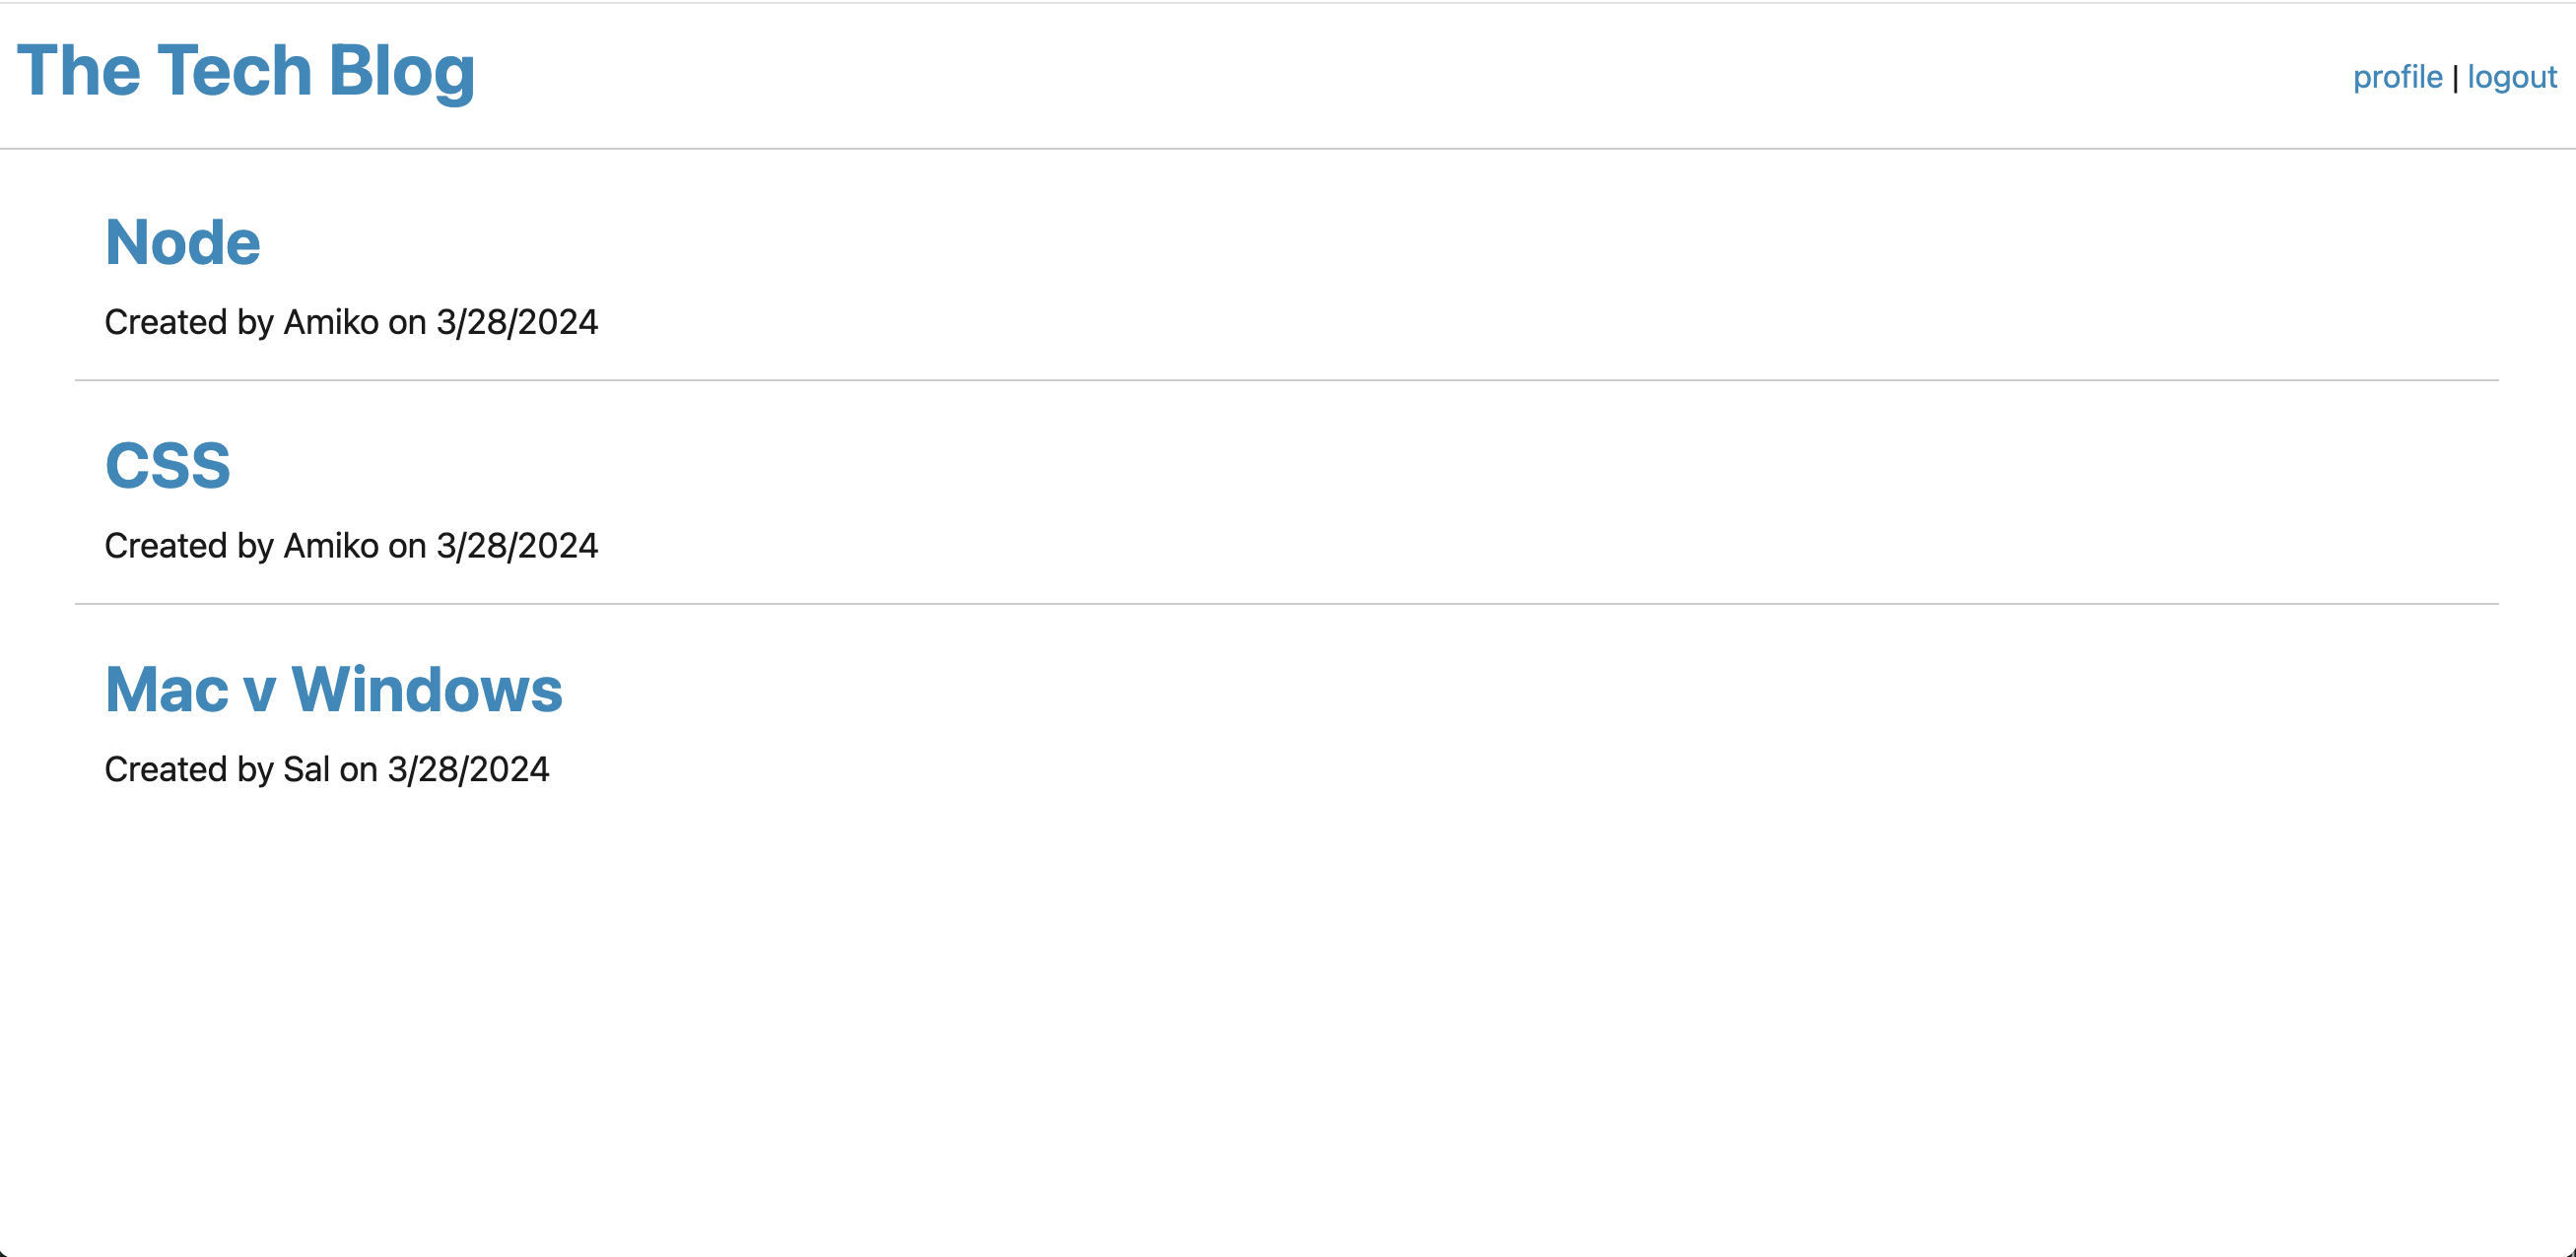 The Tech Blog
profile | logout
Node
Created by Amiko on 3/28/2024
CSS
Created by Amiko on 3/28/2024
Mac v Windows
Created by Sal on 3/28/2024